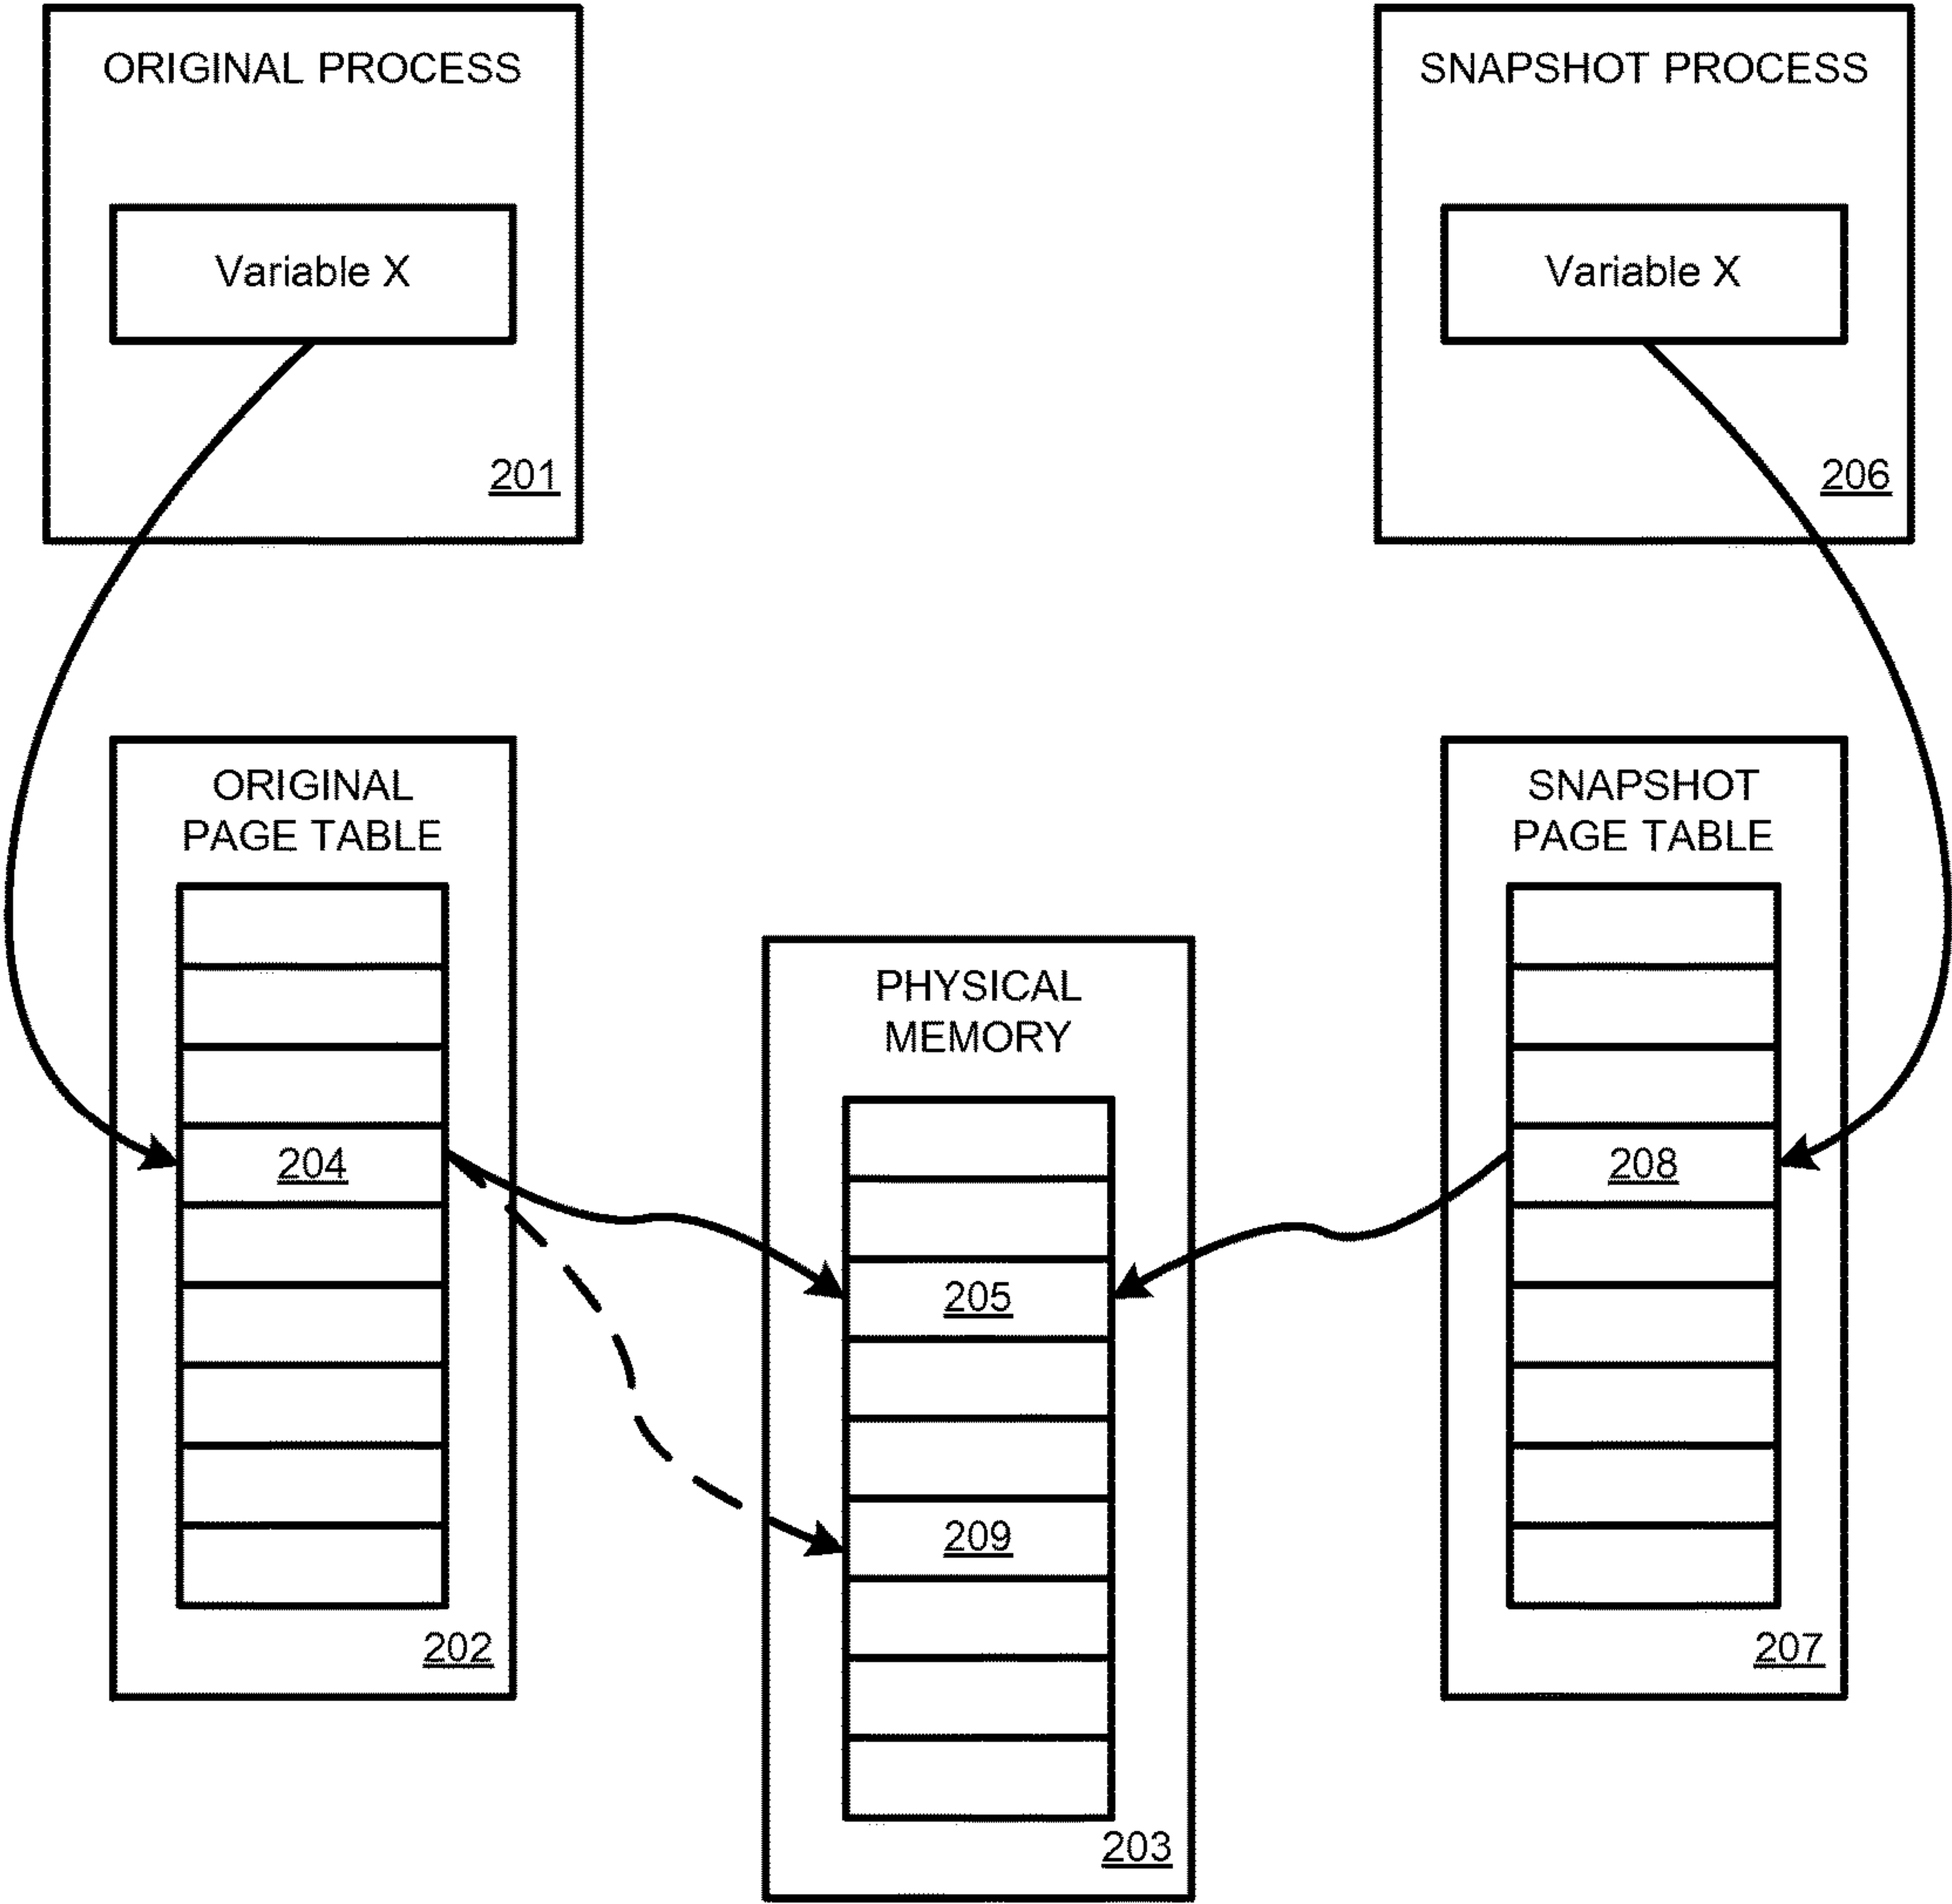 ORIGINAL PROCESS
Variable X
201
SNAPSHOT PROCESS
Variable X
206
ORIGINAL
PAGE TABLE
204
202
PHYSICAL
MEMORY
205
209
203
SNAPSHOT
PAGE TABLE
208
207